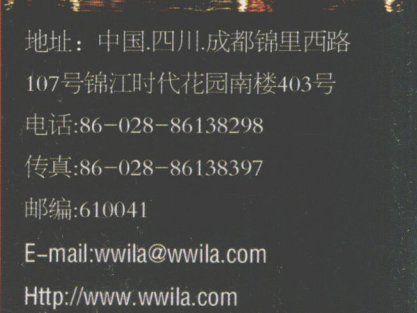 地址：中国.四川.成都锦里西路
107号锦江时代花园南楼403号
电话:86-028-86138298
传真:86-028-86138397
邮编:610041
E-mail:wwila@wwila.com
Http://www.wwila.com